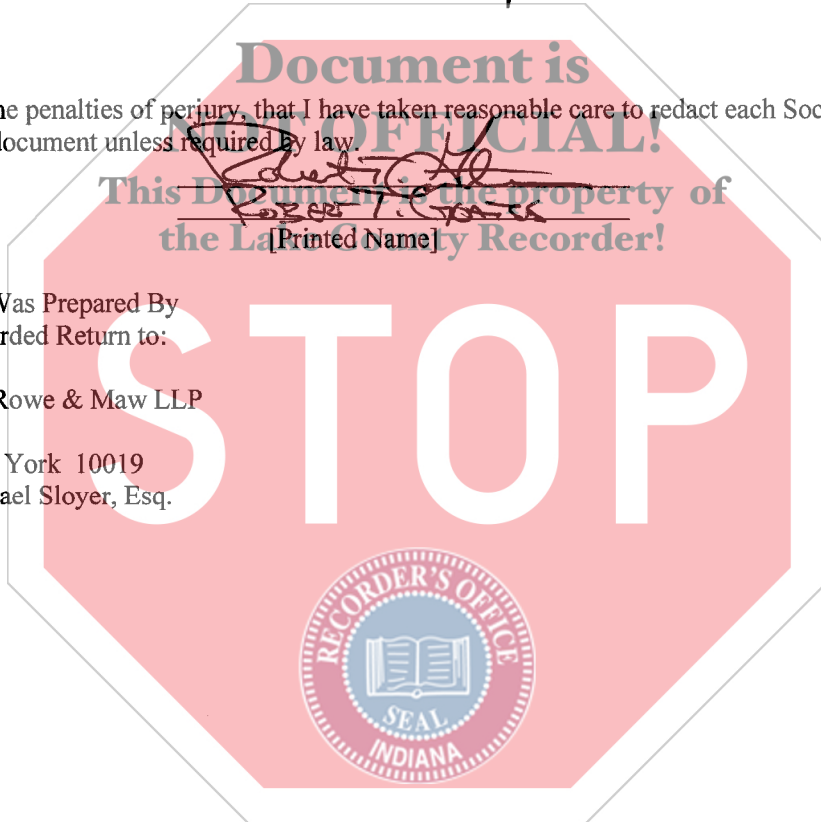 Document is
he penalties of perjury, that I have taken reasonable care to redact each Soc
NOT OFFICIAL!
document unless required by law.
This Document is the property of
ROBERT T.
the Lake County Recorder!
[Printed Name]
Was Prepared By
rded Return to:
STOP
Rowe & Maw LLP
York 10019
ael Sloyer, Esq.
RECORDER'S OFFICE
SEAL
INDIANA